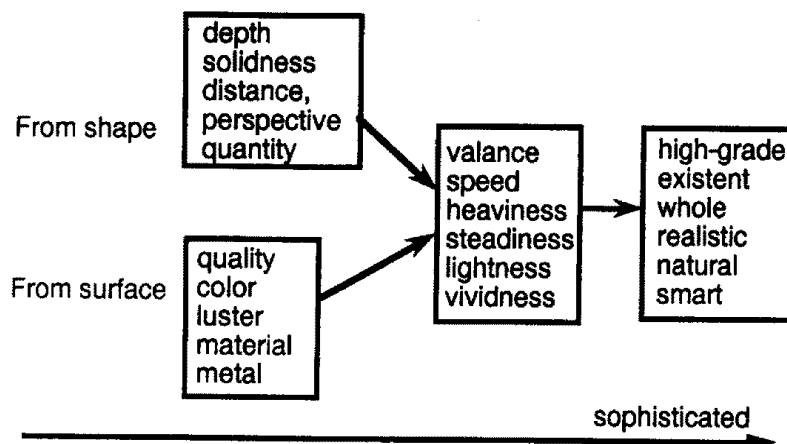 From shape
depth
solidness
distance,
perspective
quantity
From surface
quality
color
luster
material
metal
valance
speed
heaviness
steadiness
lightness
vividness
high-grade
existent
whole
realistic
natural
smart
sophisticated